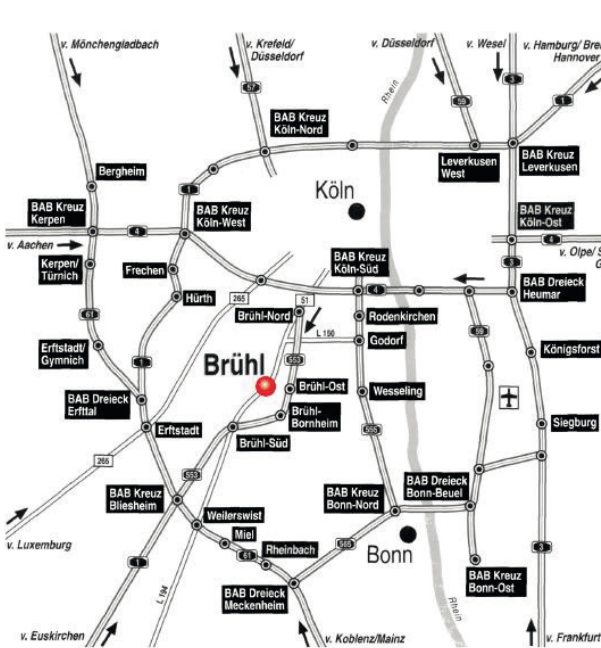 v. Mönchengladbach
v. Krefeld/
Düsseldorf
v. Düsseldorf
v. Wesel
v. Hamburg/ Bre
Hannover
3
57
59
1
Rhein
BAB Kreuz
Köln-Nord
Leverkusen
West
BAB Kreuz
Leverkusen
Bergheim
1
Köln
BAB Kreuz
Kerpen
4
BAB Kreuz
Köln-West
BAB Kreuz
Köln-Ost
4
v. Aachen
v. Olpe/ S
G
Kerpen/
Türnich
Frechen
BAB Kreuz
Köln-Süd
3
4
BAB Dreieck
Heumar
Hürth
265
51
Brühl-Nord
Rodenkirchen
61
L 150
59
Godorf
Erftstadt/
Gymnich
1
Brühl
553
Königsforst
Brühl-Ost
Wesseling
BAB Dreieck
Erfttal
Brühl-
Bornheim
Siegburg
Erftstadt
Brühl-Süd
555
265
553
BAB Kreuz
Bliesheim
BAB Kreuz
Bonn-Nord
BAB Dreieck
Bonn-Beuel
Weilerswist
v. Luxemburg
Miel
61
565
Bonn
3
1
Rheinbach
BAB Kreuz
Bonn-Ost
L 194
BAB Dreieck
Meckenheim
Rhein
v. Euskirchen
v. Koblenz/Mainz
v. Frankfurt